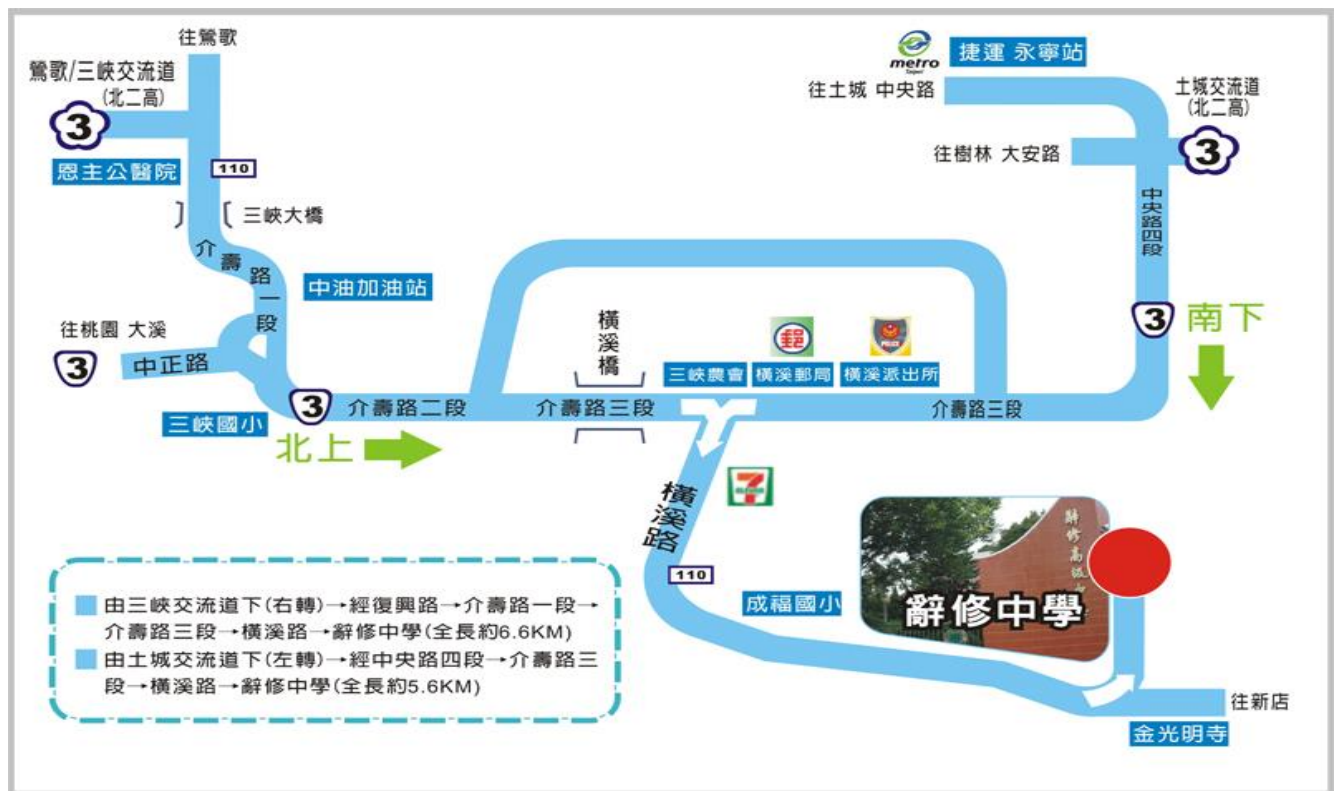 往鶯歌
鶯歌/三峽交流道
(北二高)
3
恩主公醫院
110
三峽大橋
介壽路一段
中油加油站
往桃園 大溪
3
中正路
三峽國小
3
介壽路二段
北上
橫溪橋
介壽路三段
三峽農會
郵
橫溪郵局
POLICE
橫溪派出所
介壽路三段
metro
Taipei
捷運 永寧站
往土城 中央路
土城交流道
(北二高)
3
往樹林 大安路
中央路四段
3
南下
橫溪路
7
ELEVEN
110
成福國小
辭修高級中
辭修中學
往新店
金光明寺
由三峽交流道下(右轉)→經復興路→介壽路一段→
介壽路三段→橫溪路→辭修中學(全長約6.6KM)
由土城交流道下(左轉)→經中央路四段→介壽路三
段→橫溪路→辭修中學(全長約5.6KM)